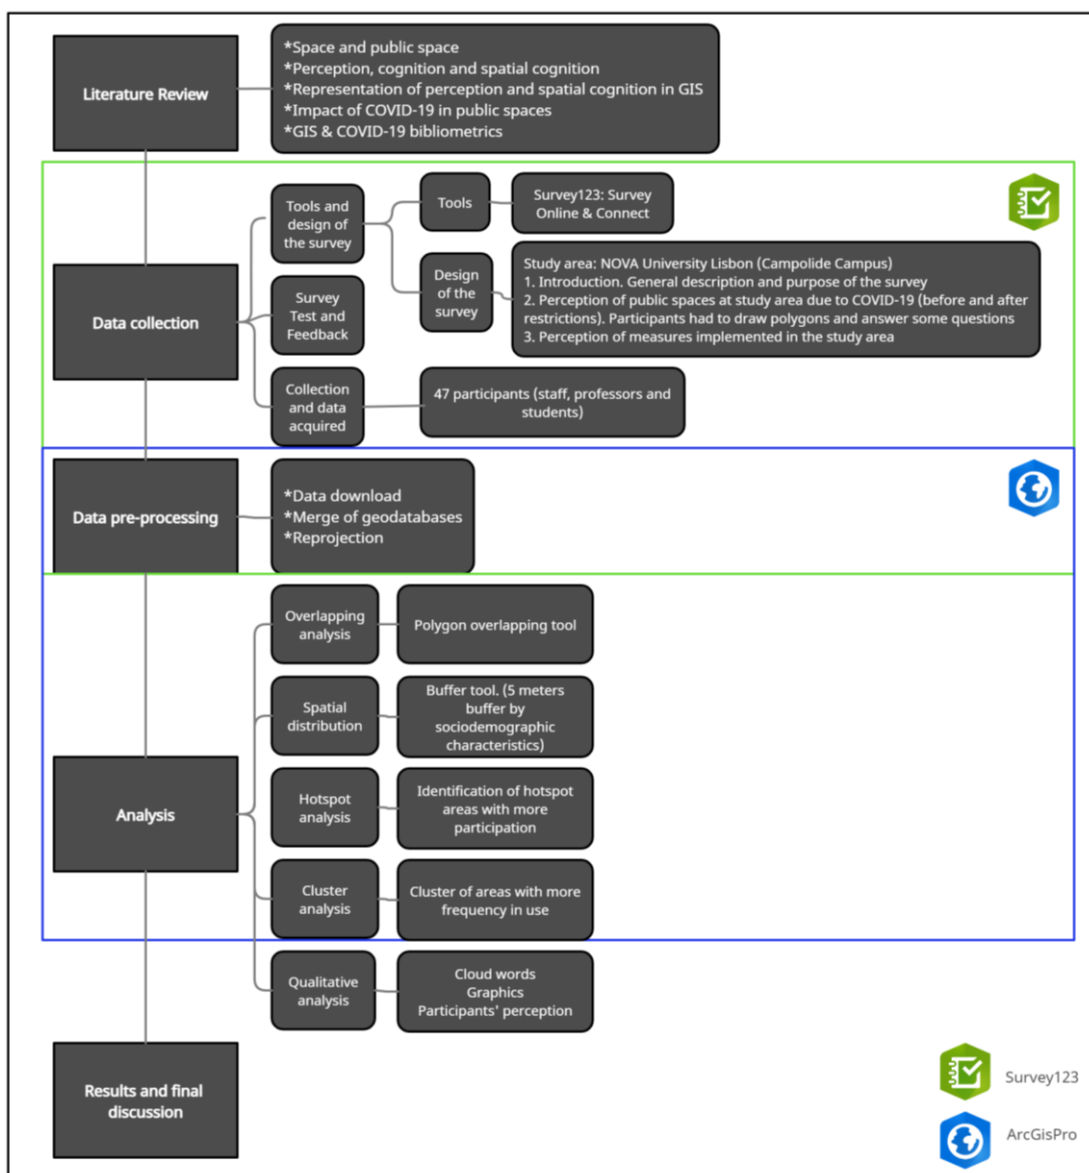 Literature Review
*Space and public space
*Perception, cognition and spatial cognition
*Representation of perception and spatial cognition in GIS
*Impact of COVID-19 in public spaces
*GIS & COVID-19 bibliometrics
Data collection
Tools and
design of
the survey
Tools
Survey123: Survey
Online & Connect
Design
of the
survey
Study area: NOVA University Lisbon (Campolide Campus)
1. Introduction. General description and purpose of the survey
2. Perception of public spaces at study area due to COVID-19 (before and after
restrictions). Participants had to draw polygons and answer some questions
3. Perception of measures implemented in the study area
Survey
Test and
Feedback
Collection
and data
acquired
47 participants (staff, professors and
students)
Data pre-processing
*Data download
*Merge of geodatabases
*Reprojection
Analysis
Overlapping
analysis
Polygon overlapping tool
Spatial
distribution
Buffer tool. (5 meters
buffer by
sociodemographic
characteristics)
Hotspot
analysis
Identification of hotspot
areas with more
participation
Cluster
analysis
Cluster of areas with more
frequency in use
Qualitative
analysis
Cloud words
Graphics
Participants' perception
Results and final
discussion
Survey123
ArcGisPro